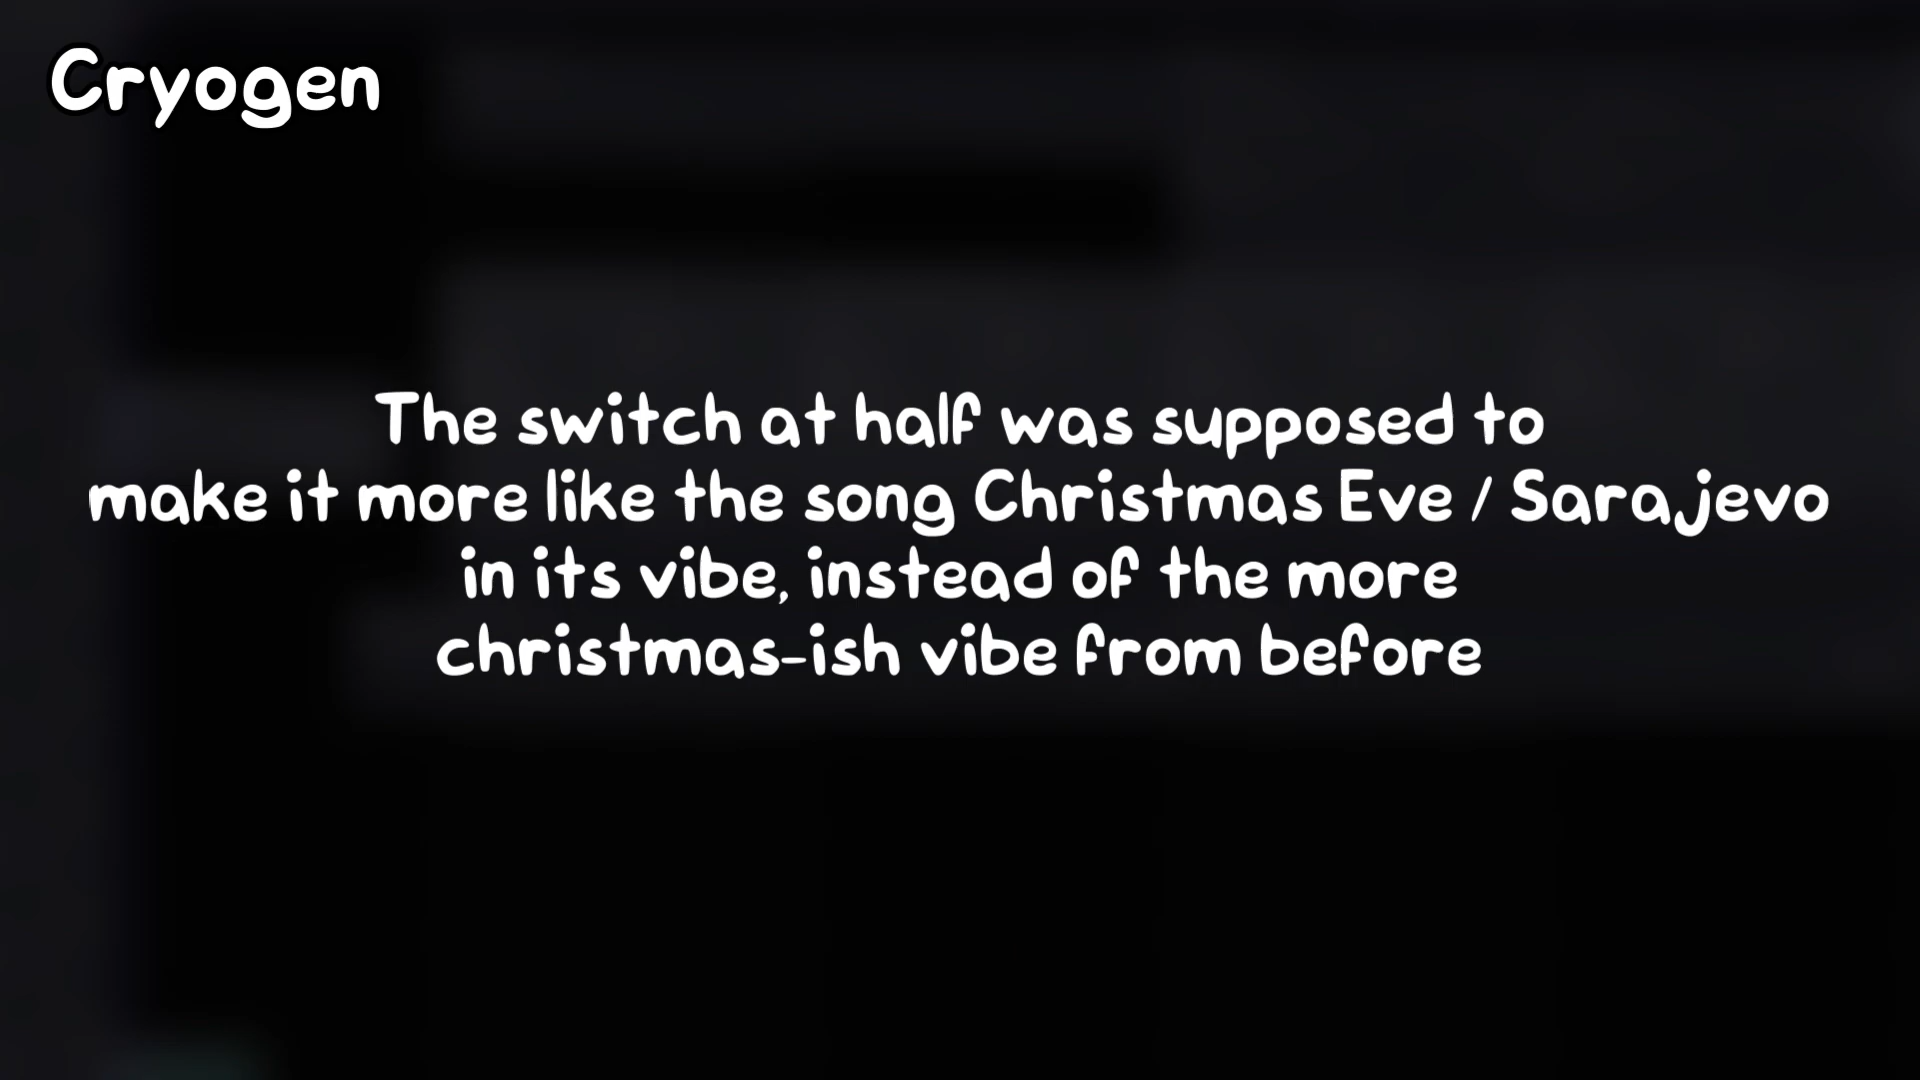 Cryogen
The switch at half was supposed to
make it more like the song Christmas Eve / Sarajevo
in its vibe, instead of the more
christmas-ish vibe from before